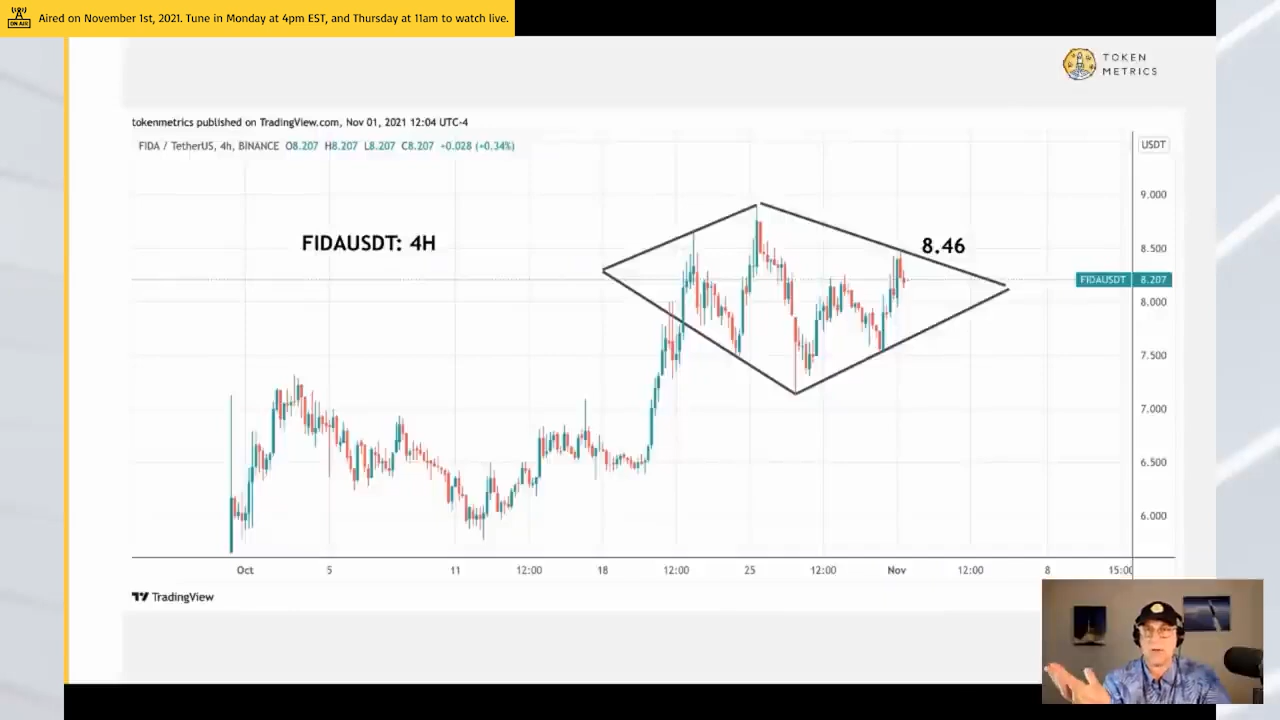 ON AIR
Aired on November 1st, 2021. Tune in Monday at 4pm EST, and Thursday at 11am to watch live.
TOKEN
METRICS
tokenmetrics published on TradingView.com, Nov 01, 2021 12:04 UTC-4
FIDA / TetherUS, 4h, BINANCE O8.207 H8.207 L8.207 C8.207 +0.028 (+0.34%)
USDT
9.000
FIDAUSDT: 4H
8.46
8.500
FIDAUSDT 8.207
8.000
7.500
7.000
6.500
6.000
Oct 5 11 12:00 18 12:00 25 12:00 Nov 12:00 8 15:00
TradingView